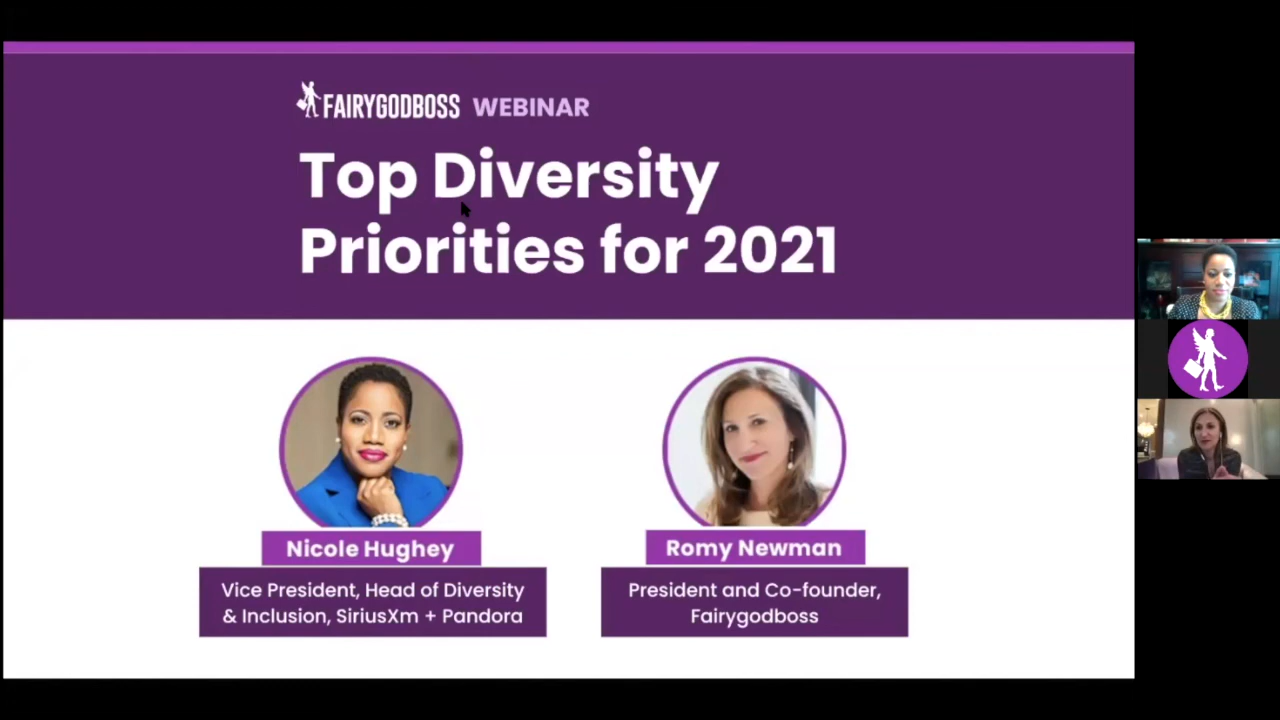 FAIRYGODBOSS WEBINAR
Top Diversity
Priorities for 2021
Nicole Hughey
Vice President, Head of Diversity
& Inclusion, SiriusXm + Pandora
Romy Newman
President and Co-founder,
Fairygodboss